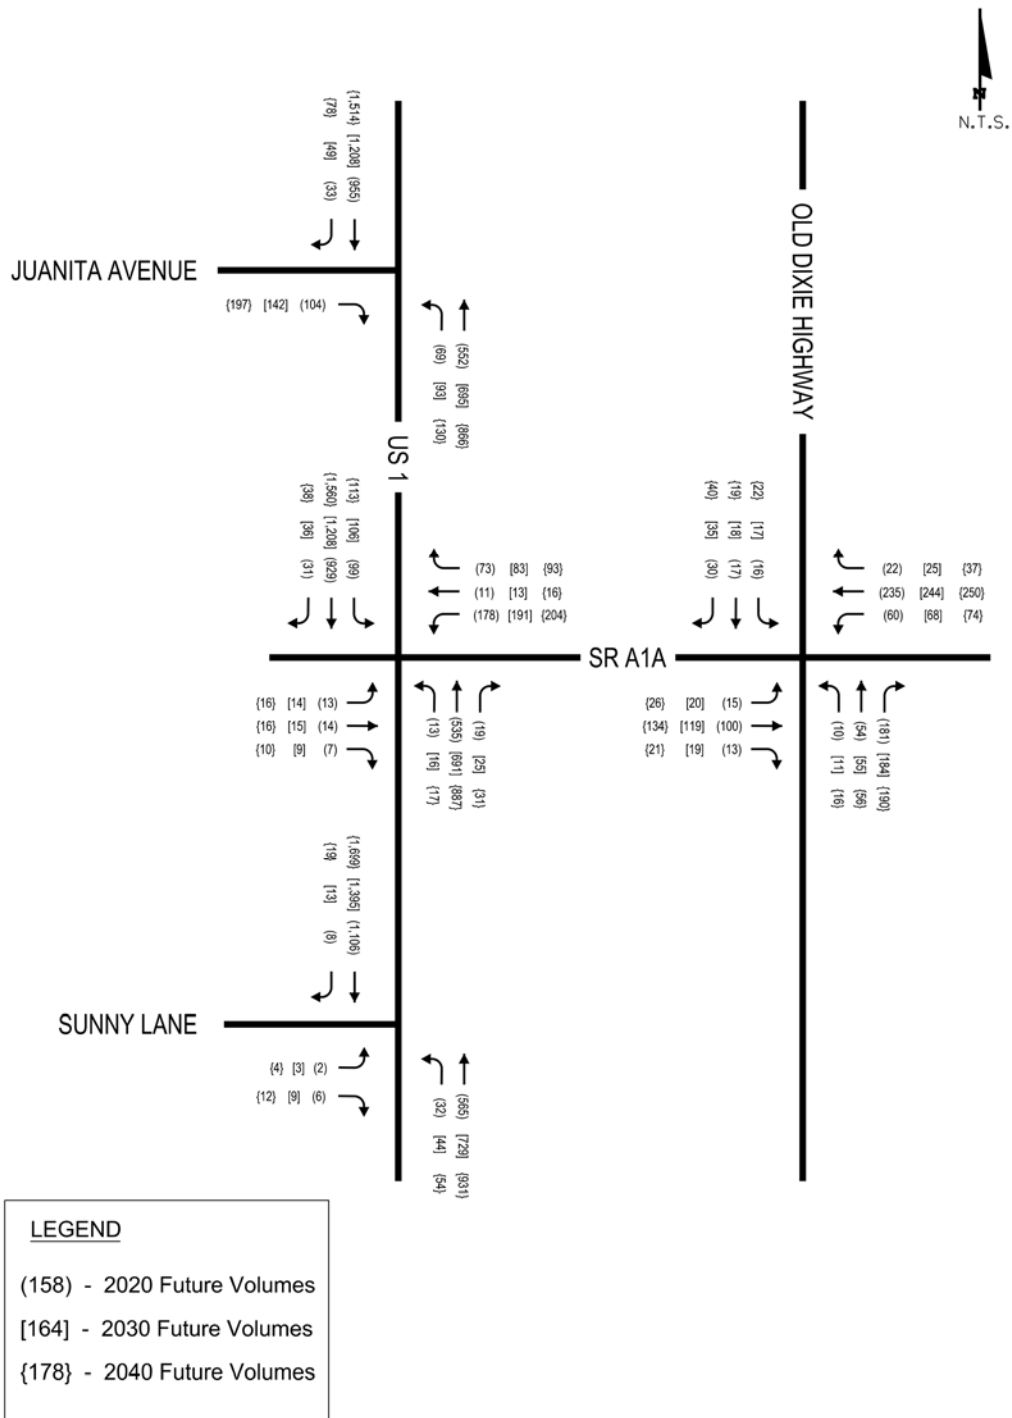 N
N.T.S.
{1,514} [1,208] (955)
{78} [49] (33)
JUANITA AVENUE
{197} [142] (104)
(69) [93] {130}
(552) [695] {866}
OLD DIXIE HIGHWAY
US 1
{38} [36] (31)
{1,560} [1,208] (929)
{113} [106] (99)
(73) [83] {93}
(11) [13] {16}
(178) [191] {204}
{40} [35] (30)
{19} [18] (17)
{22} [17] (16)
(22) [25] {37}
(235) [244] {250}
(60) [68] {74}
SR A1A
{16} [14] (13)
{16} [15] (14)
{10} [9] (7)
(13) [16] {17}
(535) [691] {887}
(19) [25] {31}
{26} [20] (15)
{134} [119] (100)
{21} [19] (13)
(10) [11] {16}
(54) [55] {56}
(181) [184] {190}
{19} [13] (8)
{1,699} [1,395] (1,106)
SUNNY LANE
{4} [3] (2)
{12} [9] (6)
(32) [44] {54}
(565) [729] {931}
LEGEND
(158) - 2020 Future Volumes
[164] - 2030 Future Volumes
{178} - 2040 Future Volumes